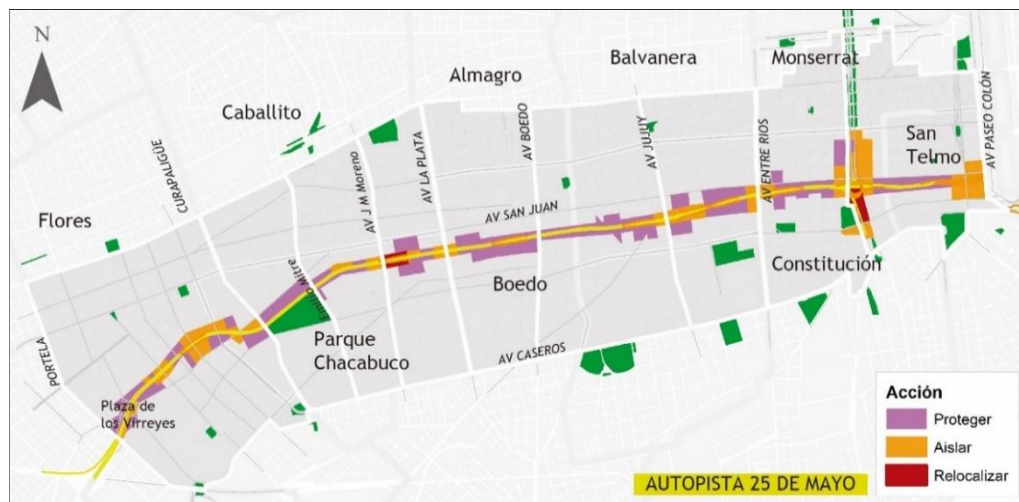 N
Monserrat
Balvanera
Almagro
Caballito
San
Telmo
AV PASEO COLÓN
AV ENTRE RIOS
AV JUJUY
AV BOEDO
AV LA PLATA
AV J M Moreno
CURAPALIGÜE
Flores
AV SAN JUAN
Constitución
Boedo
Emilio Mitre
Parque
Chacabuco
AV CASEROS
PORTELA
Plaza de
los Virreyes
Acción
Proteger
Aislar
Relocalizar
AUTOPISTA 25 DE MAYO